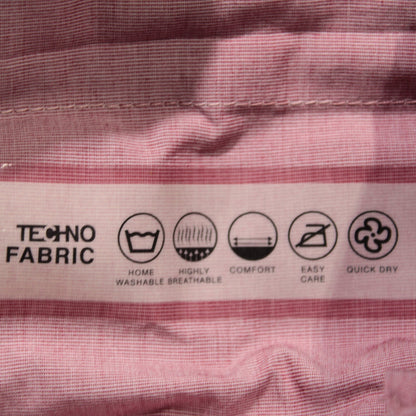 TECHNO
FABRIC
HOME
WASHABLE
HIGHLY
BREATHABLE
COMFORT
EASY
CARE
QUICK DRY